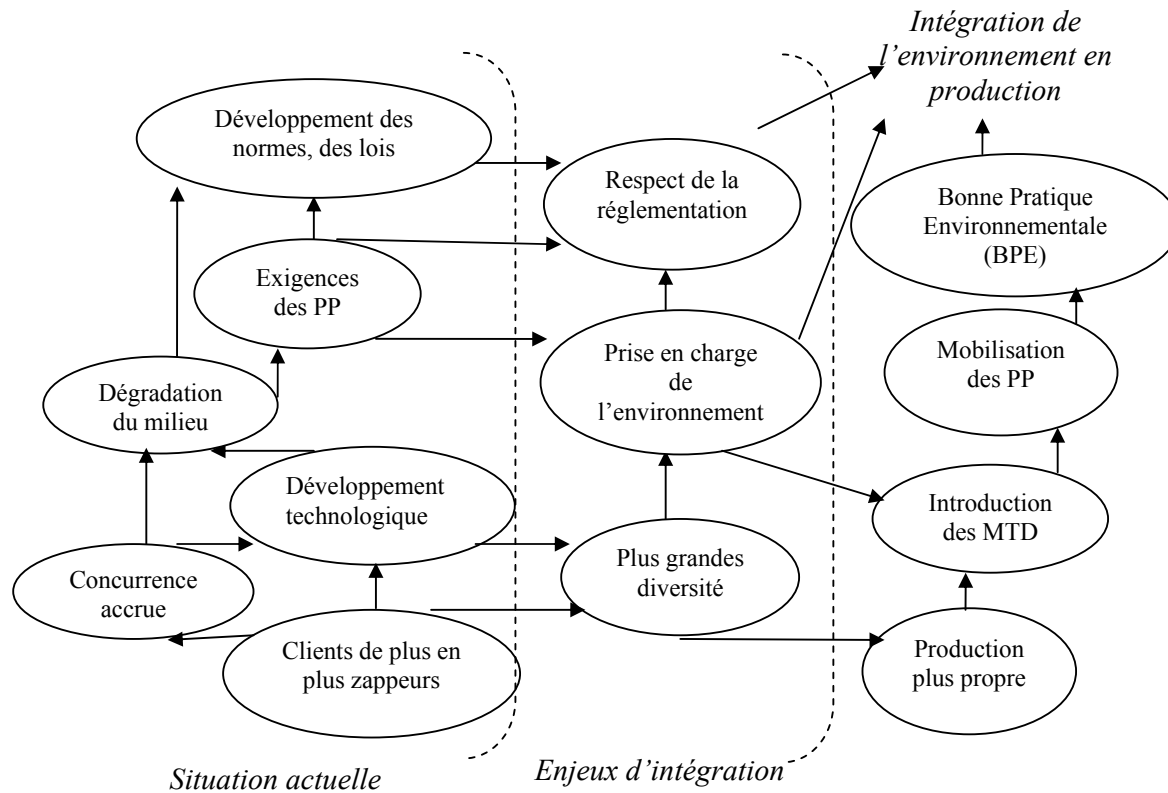 Intégration de
l’environnement en
production
Développement des
normes, des lois
Respect de la
réglementation
Bonne Pratique
Environnementale
(BPE)
Exigences
des PP
Prise en charge
de
l’environnement
Mobilisation
des PP
Dégradation
du milieu
Développement
technologique
Introduction
des MTD
Plus grandes
diversité
Concurrence
accrue
Clients de plus en
plus zappeurs
Production
plus propre
Situation actuelle
Enjeux d’intégration